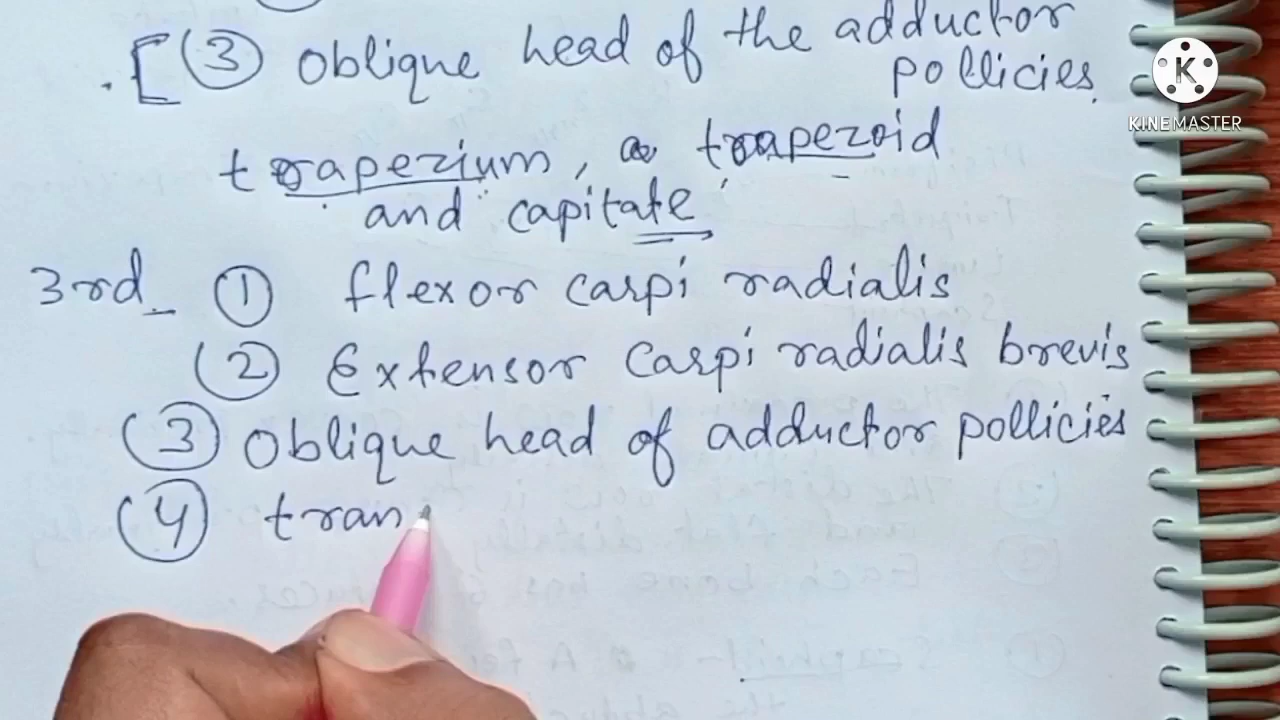 [ ③ Oblique head of the adductor
pollicies.
K
KINEMASTER
trapezium, a trapezoid
and capitate
3rd - ① flexor carpi radialis
② Extensor carpi radialis brevis
③ Oblique head of adductor pollicies
④ tran